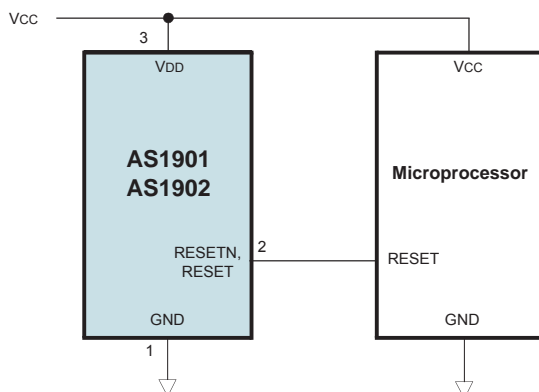 VCC
3
VDD
VCC
AS1901
AS1902
Microprocessor
RESETN,
RESET
2
RESET
GND
GND
1